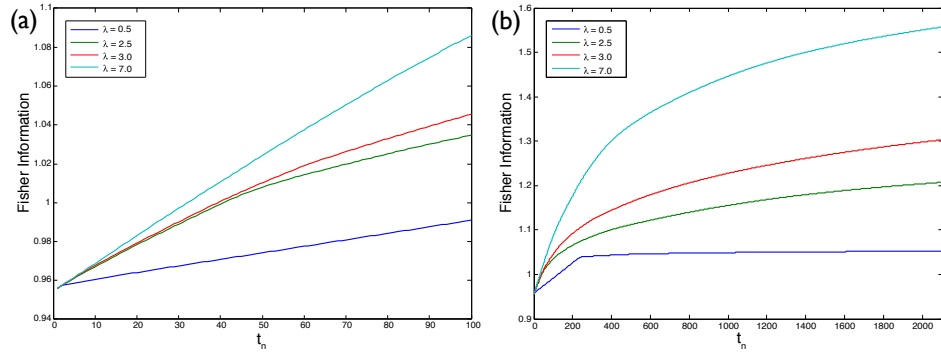 (a)
1.1
1.08
1.06
1.04
1.02
1
0.98
0.96
0.94
Fisher Information
λ = 0.5
λ = 2.5
λ = 3.0
λ = 7.0
0 10 20 30 40 50 60 70 80 90 100
t_n
(b)
1.6
1.5
1.4
1.3
1.2
1.1
1
0.9
Fisher Information
λ = 0.5
λ = 2.5
λ = 3.0
λ = 7.0
0 200 400 600 800 1000 1200 1400 1600 1800 2000
t_n